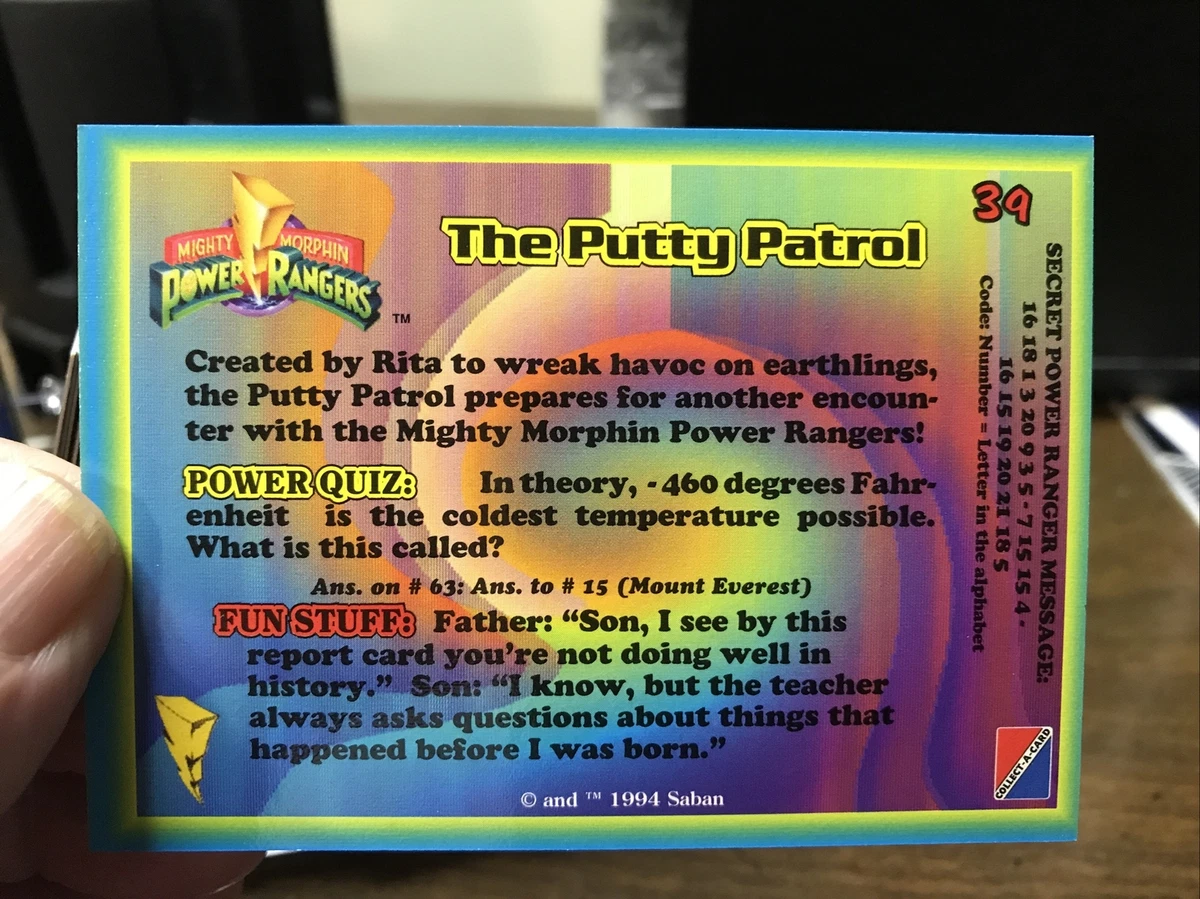 39
MIGHTY MORPHIN
POWER RANGERS
TM
The Putty Patrol
Created by Rita to wreak havoc on earthlings,
the Putty Patrol prepares for another encoun-
ter with the Mighty Morphin Power Rangers!
POWER QUIZ: In theory, -460 degrees Fahr-
enheit is the coldest temperature possible.
What is this called?
Ans. on # 63: Ans. to # 15 (Mount Everest)
FUN STUFF: Father: “Son, I see by this
report card you’re not doing well in
history.” Son: “I know, but the teacher
always asks questions about things that
happened before I was born.”
© and ™ 1994 Saban
SECRET POWER RANGER MESSAGE:
16 18 1 3 20 9 3 5 - 7 15 15 4 -
16 15 19 20 21 18 5
Code: Number = Letter in the alphabet
COLLECT-A-CARD